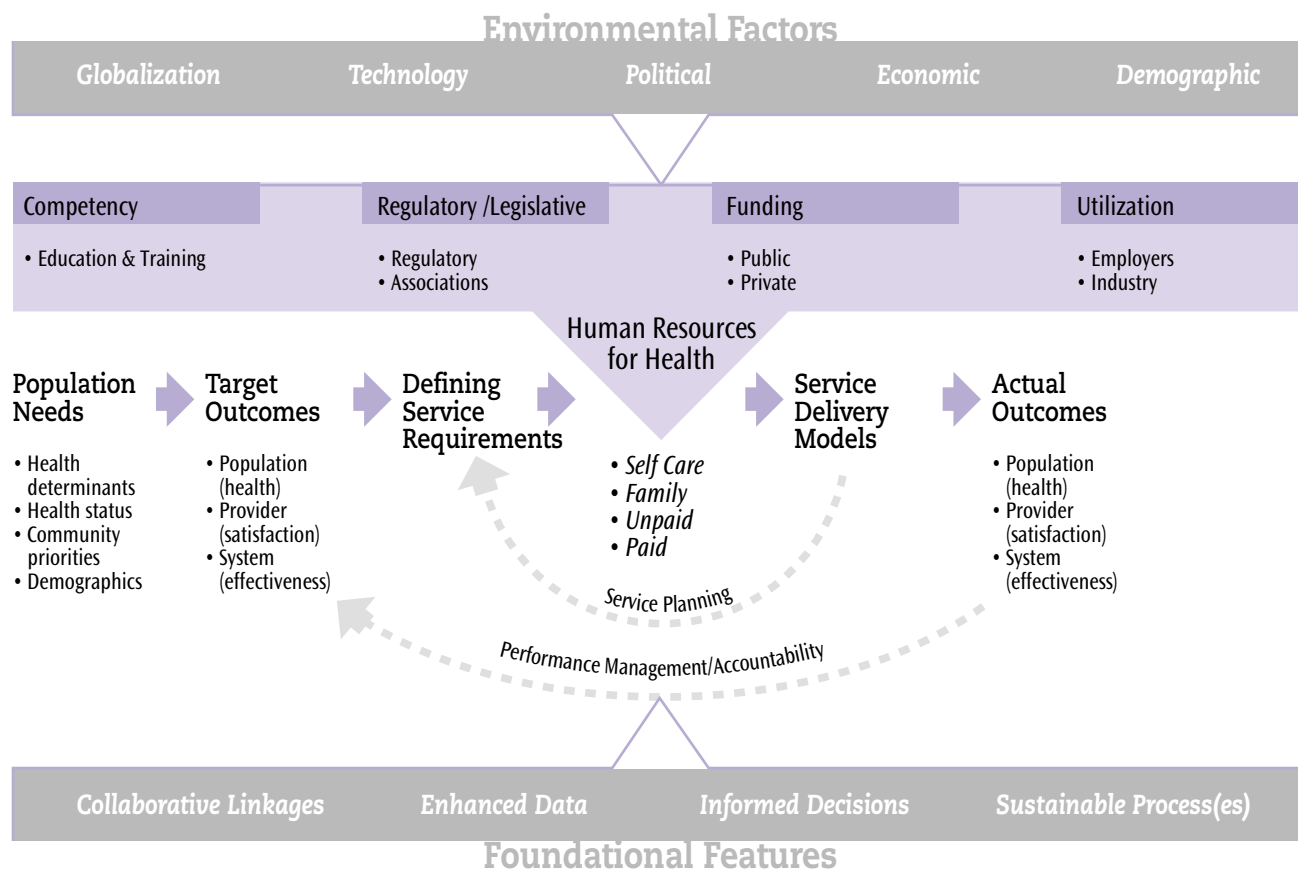 Environmental Factors
Globalization Technology Political Economic Demographic
Competency
• Education & Training
Regulatory /Legislative
• Regulatory
• Associations
Funding
• Public
• Private
Utilization
• Employers
• Industry
Population
Needs
• Health
determinants
• Health status
• Community
priorities
• Demographics
Target
Outcomes
• Population
(health)
• Provider
(satisfaction)
• System
(effectiveness)
Defining
Service
Requirements
Human Resources
for Health
• Self Care
• Family
• Unpaid
• Paid
Service
Delivery
Models
Actual
Outcomes
• Population
(health)
• Provider
(satisfaction)
• System
(effectiveness)
Service Planning
Performance Management/Accountability
Collaborative Linkages Enhanced Data Informed Decisions Sustainable Process(es)
Foundational Features